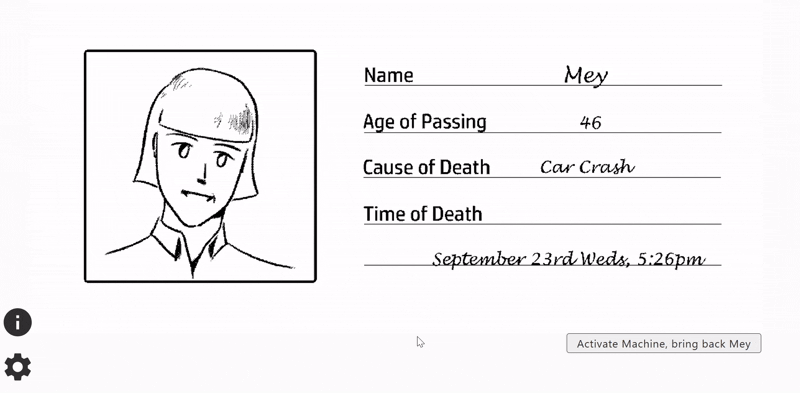 Name Mey
Age of Passing 46
Cause of Death Car Crash
Time of Death
September 23rd Weds, 5:26pm
Activate Machine, bring back Mey